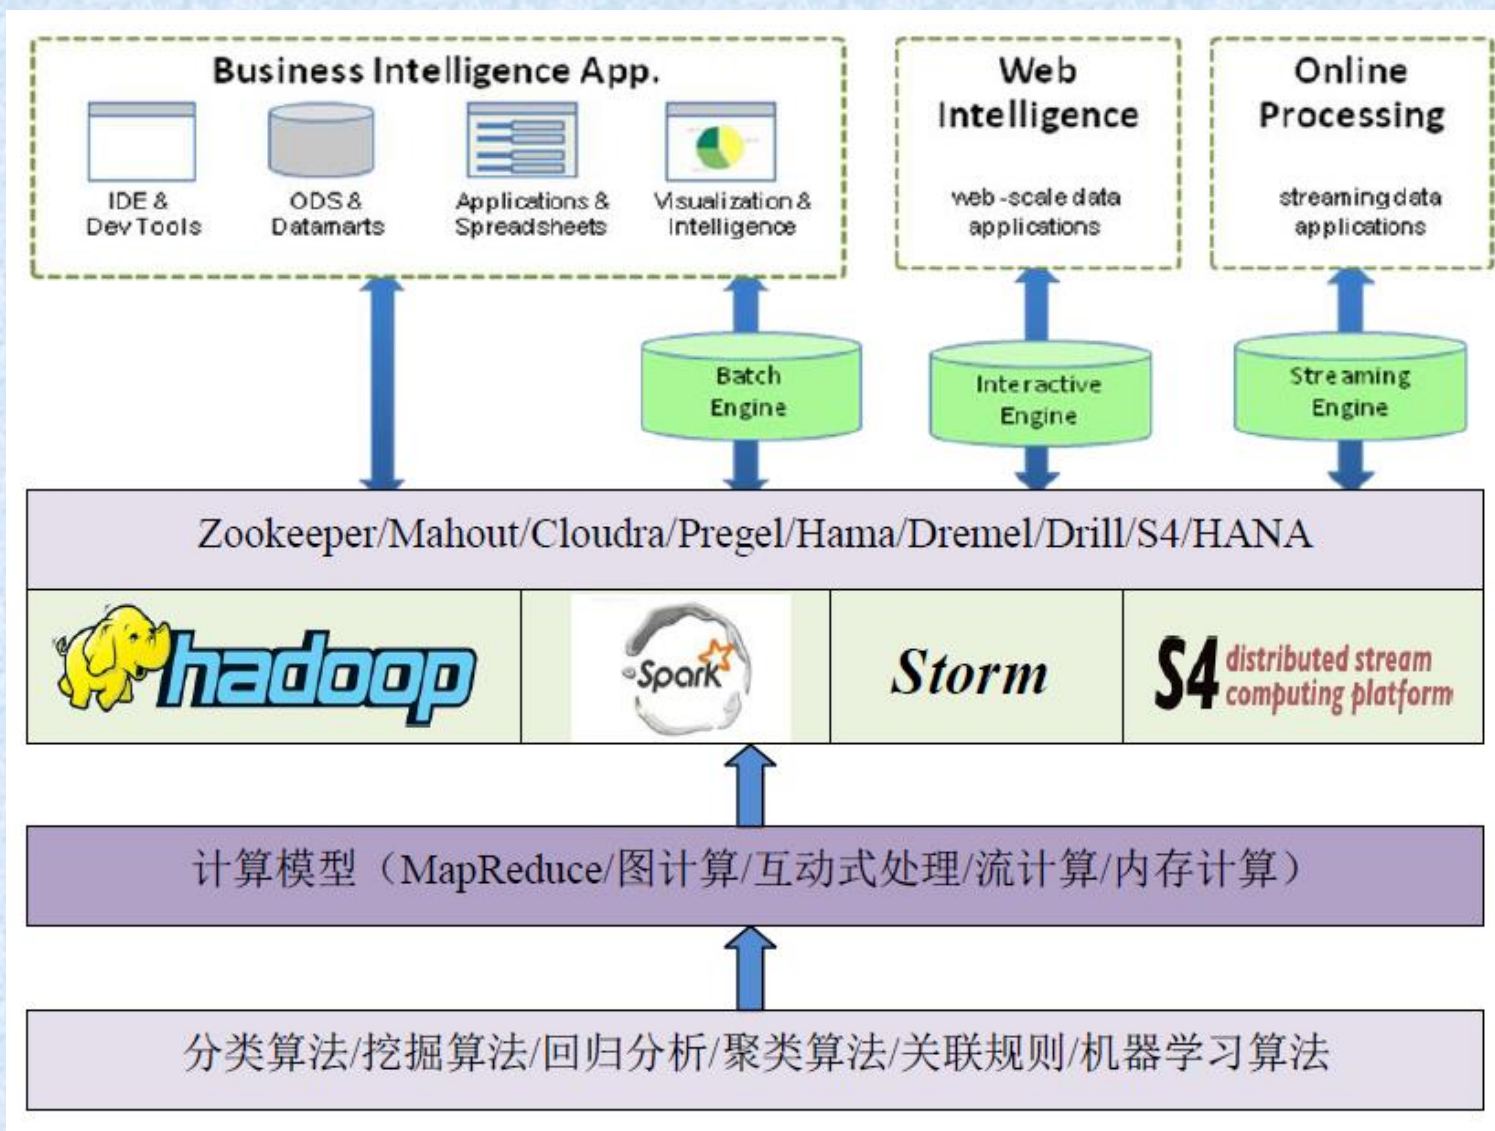 Business Intelligence App.
IDE &
Dev Tools
ODS &
Datamarts
Applications &
Spreadsheets
Visualization &
Intelligence
Web
Intelligence
web-scale data
applications
Online
Processing
streaming data
applications
Batch
Engine
Interactive
Engine
Streaming
Engine
Zookeeper/Mahout/Cloudra/Pregel/Hama/Dremel/Drill/S4/HANA
hadoop
Spark
Storm
S4 distributed stream
computing platform
计算模型（MapReduce/图计算/互动式处理/流计算/内存计算）
分类算法/挖掘算法/回归分析/聚类算法/关联规则/机器学习算法